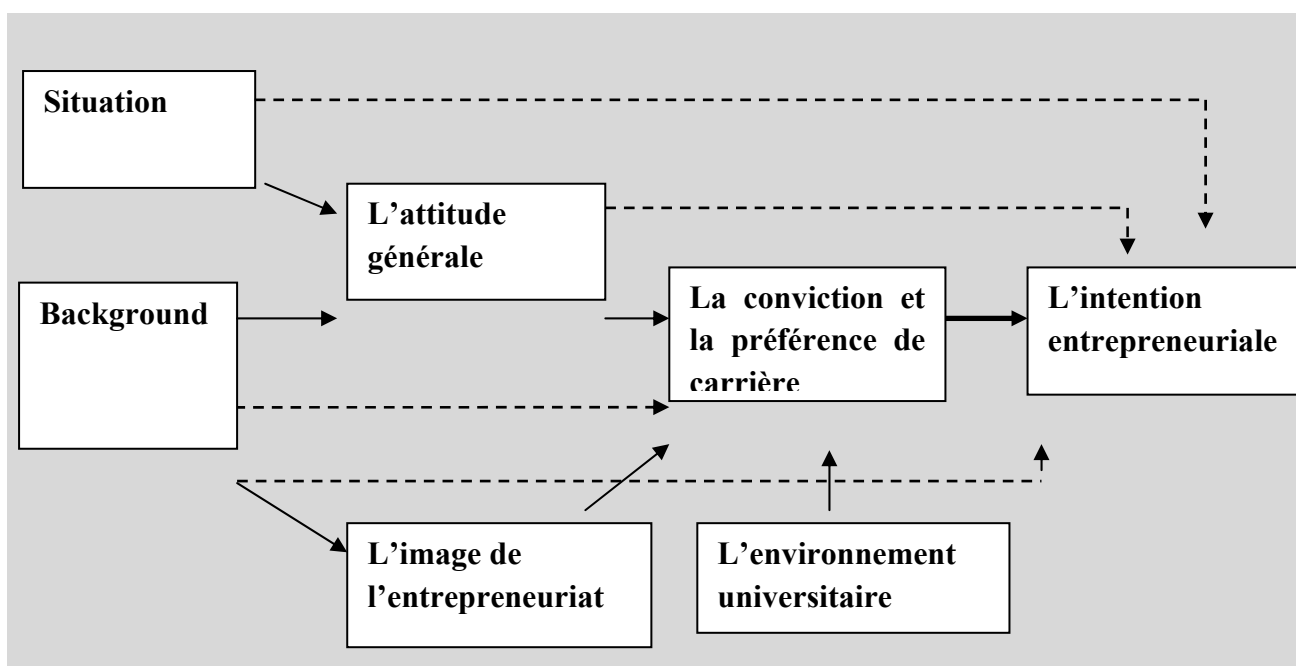 Situation
L’attitude
générale
Background
La conviction et
la préférence de
carrière
L’intention
entrepreneuriale
L’image de
l’entrepreneuriat
L’environnement
universitaire